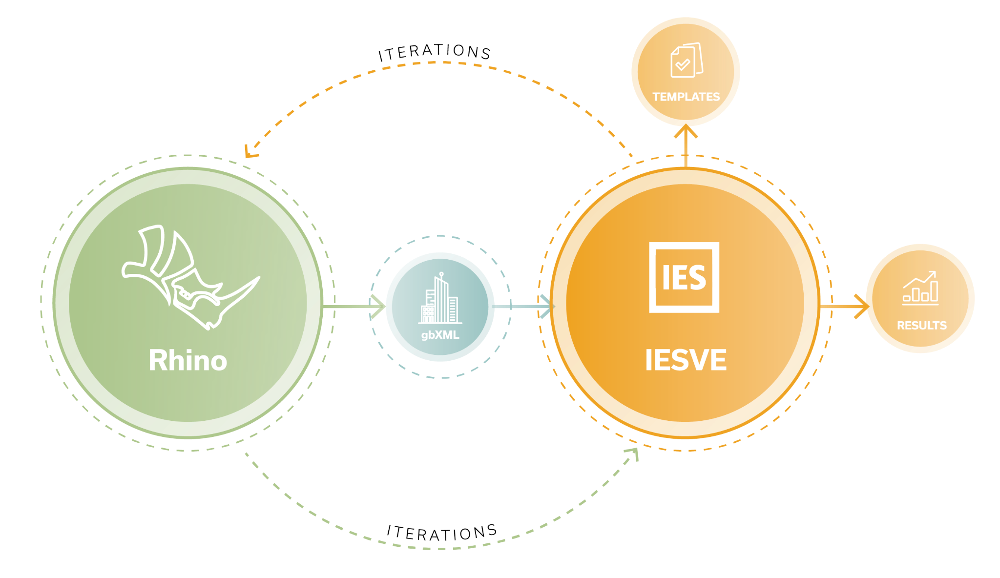 ITERATIONS
TEMPLATES
IES
Rhino
gbXML
IESVE
RESULTS
ITERATIONS